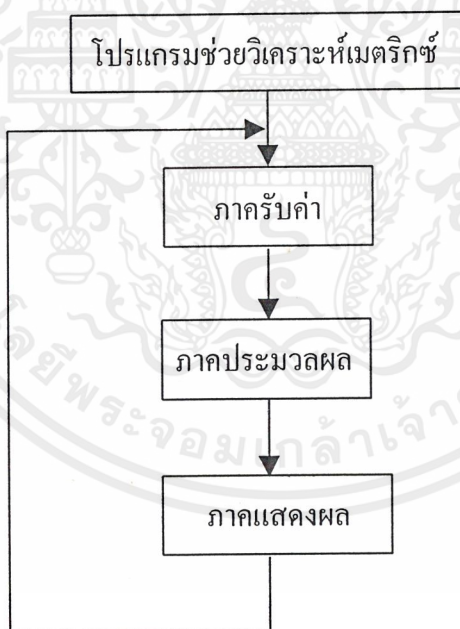 โปรแกรมช่วยวิเคราะห์เมตริกซ์
ภาครับค่า
ภาคประมวลผล
ภาคแสดงผล